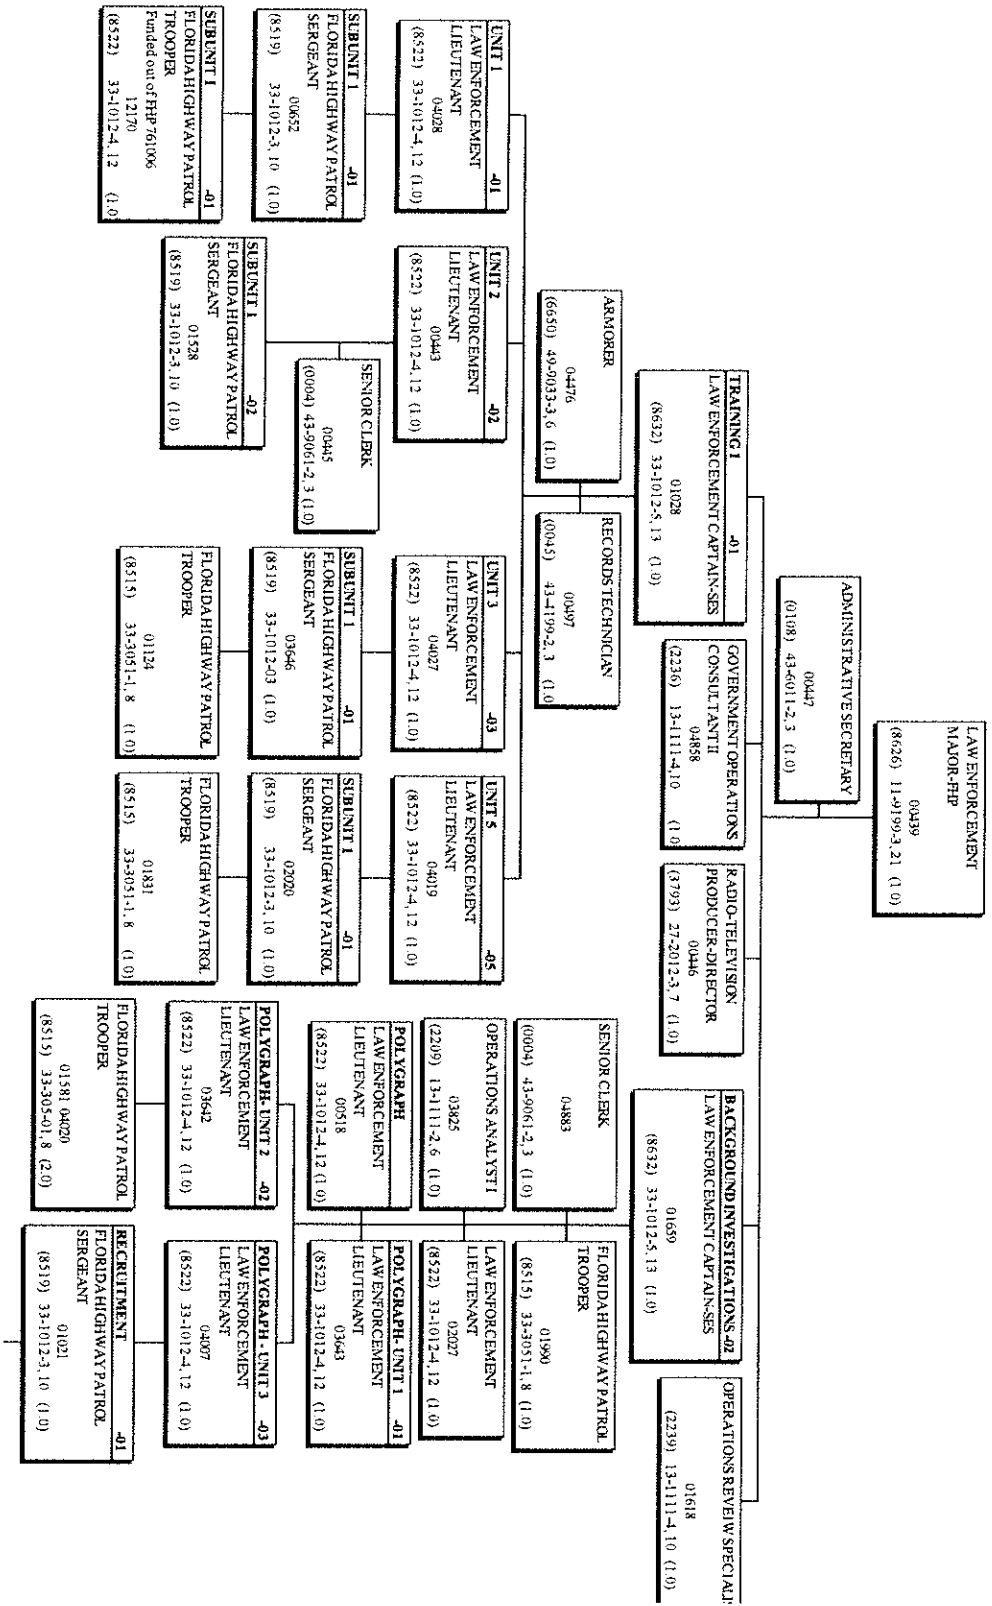 LAW ENFORCEMENT
MAJOR-FHP
00439
(8626) 11-9199-3, 21 (1.0)
ADMINISTRATIVE SECRETARY
00447
(0108) 43-6011-2, 3 (1.0)
TRAINING 1 -01
LAW ENFORCEMENT CAPTAIN-SES
01028
(8632) 33-1012-5, 13 (1.0)
GOVERNMENT OPERATIONS
CONSULTANT II
04858
(2236) 13-1111-4, 10 (1.0
RADIO-TELEVISION
PRODUCER-DIRECTOR
00446
(3793) 27-2012-3, 7 (1.0)
BACKGROUND INVESTIGATIONS -02
LAW ENFORCEMENT CAPTAIN-SES
01659
(8632) 33-1012-5, 13 (1.0)
OPERATIONS REVEIW SPECIALIS
01618
(2239) 13-1111-4, 10 (1.0)
ARMORER
04476
(6650) 49-9033-3, 6 (1.0)
RECORDS TECHNICIAN
00497
(0045) 43-4199-2, 3 (1.0
SENIOR CLERK
04883
(0004) 43-9061-2, 3 (1.0)
FLORIDA HIGHWAY PATROL
TROOPER
01990
(8515) 33-3051-1, 8 (1.0)
OPERATIONS ANALYST I
03825
(2209) 13-1111-2, 6 (1.0)
LAW ENFORCEMENT
LIEUTENANT
02027
(8522) 33-1012-4, 12 (1.0)
UNIT 1 -01
LAW ENFORCEMENT
LIEUTENANT
04028
(8522) 33-1012-4, 12 (1.0)
UNIT 2 -02
LAW ENFORCEMENT
LIEUTENANT
00443
(8522) 33-1012-4, 12 (1.0)
UNIT 3 -03
LAW ENFORCEMENT
LIEUTENANT
04027
(8522) 33-1012-4, 12 (1.0)
UNIT 5 -05
LAW ENFORCEMENT
LIEUTENANT
04019
(8522) 33-1012-4, 12 (1.0)
POLYGRAPH
LAW ENFORCEMENT
LIEUTENANT
00518
(8522) 33-1012-4, 12 (1.0)
POLYGRAPH - UNIT 1 -01
LAW ENFORCEMENT
LIEUTENANT
03643
(8522) 33-1012-4, 12 (1.0)
SENIOR CLERK
00445
(0004) 43-9061-2, 3 (1.0)
SUBUNIT 1 -01
FLORIDA HIGHWAY PATROL
SERGEANT
00652
(8519) 33-1012-3, 10 (1.0)
SUBUNIT 1 -02
FLORIDA HIGHWAY PATROL
SERGEANT
01528
(8519) 33-1012-3, 10 (1.0)
SUBUNIT 1 -01
FLORIDA HIGHWAY PATROL
SERGEANT
03646
(8519) 33-1012-03 (1.0)
SUBUNIT 1 -01
FLORIDA HIGHWAY PATROL
SERGEANT
02020
(8519) 33-1012-3, 10 (1.0)
POLYGRAPH- UNIT 2 -02
LAW ENFORCEMENT
LIEUTENANT
03642
(8522) 33-1012-4, 12 (1.0)
POLYGRAPH - UNIT 3 -03
LAW ENFORCEMENT
LIEUTENANT
04007
(8522) 33-1012-4, 12 (1.0)
SUBUNIT 1 -01
FLORIDA HIGHWAY PATROL
TROOPER
Funded out of FHP 761006
12170
(8522) 33-1012-4, 12 (1.0)
FLORIDA HIGHWAY PATROL
TROOPER
01124
(8515) 33-3051-1, 8 (1.0)
FLORIDA HIGHWAY PATROL
TROOPER
01831
(8515) 33-3051-1, 8 (1.0)
FLORIDA HIGHWAY PATROL
TROOPER
01581 04020
(8515) 33-305-01, 8 (2.0)
RECRUITMENT -01
FLORIDA HIGHWAY PATROL
SERGEANT
01021
(8519) 33-1012-3, 10 (1.0)